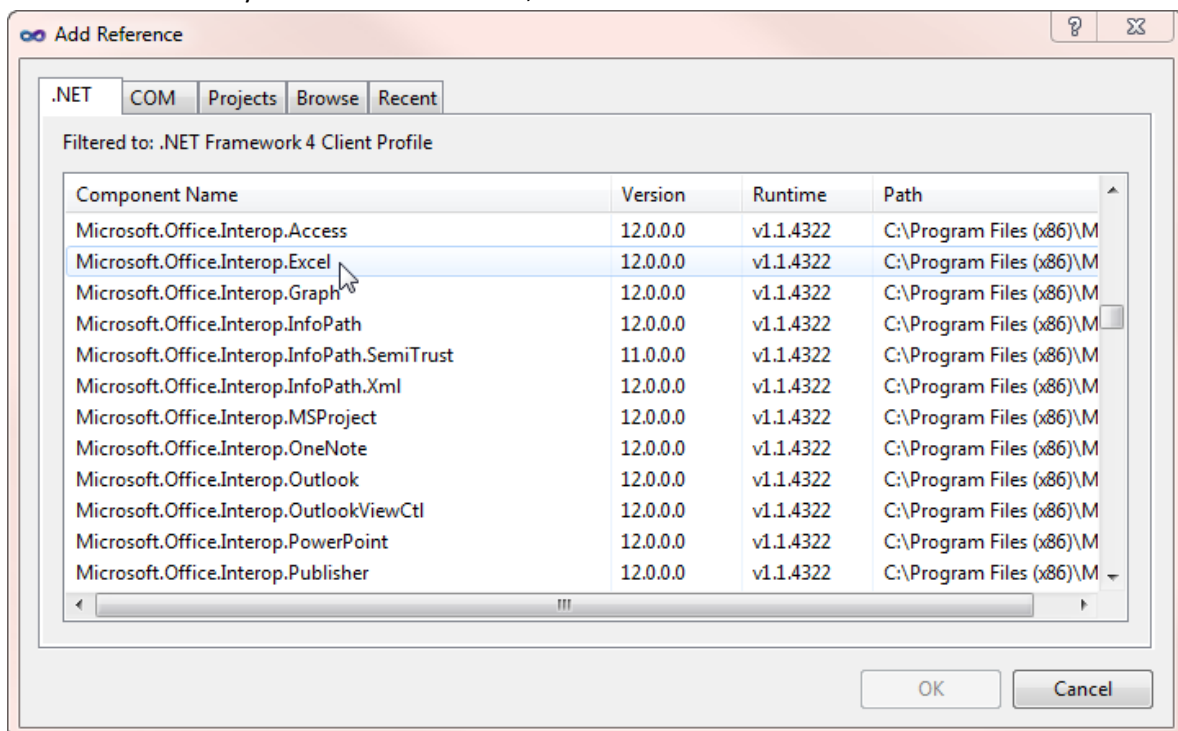 Add Reference
.NET COM Projects Browse Recent
Filtered to: .NET Framework 4 Client Profile
Component Name Version Runtime Path
Microsoft.Office.Interop.Access 12.0.0.0 v1.1.4322 C:\Program Files (x86)\M
Microsoft.Office.Interop.Excel 12.0.0.0 v1.1.4322 C:\Program Files (x86)\M
Microsoft.Office.Interop.Graph 12.0.0.0 v1.1.4322 C:\Program Files (x86)\M
Microsoft.Office.Interop.InfoPath 12.0.0.0 v1.1.4322 C:\Program Files (x86)\M
Microsoft.Office.Interop.InfoPath.SemiTrust 11.0.0.0 v1.1.4322 C:\Program Files (x86)\M
Microsoft.Office.Interop.InfoPath.Xml 12.0.0.0 v1.1.4322 C:\Program Files (x86)\M
Microsoft.Office.Interop.MSProject 12.0.0.0 v1.1.4322 C:\Program Files (x86)\M
Microsoft.Office.Interop.OneNote 12.0.0.0 v1.1.4322 C:\Program Files (x86)\M
Microsoft.Office.Interop.Outlook 12.0.0.0 v1.1.4322 C:\Program Files (x86)\M
Microsoft.Office.Interop.OutlookViewCtl 12.0.0.0 v1.1.4322 C:\Program Files (x86)\M
Microsoft.Office.Interop.PowerPoint 12.0.0.0 v1.1.4322 C:\Program Files (x86)\M
Microsoft.Office.Interop.Publisher 12.0.0.0 v1.1.4322 C:\Program Files (x86)\M
OK Cancel